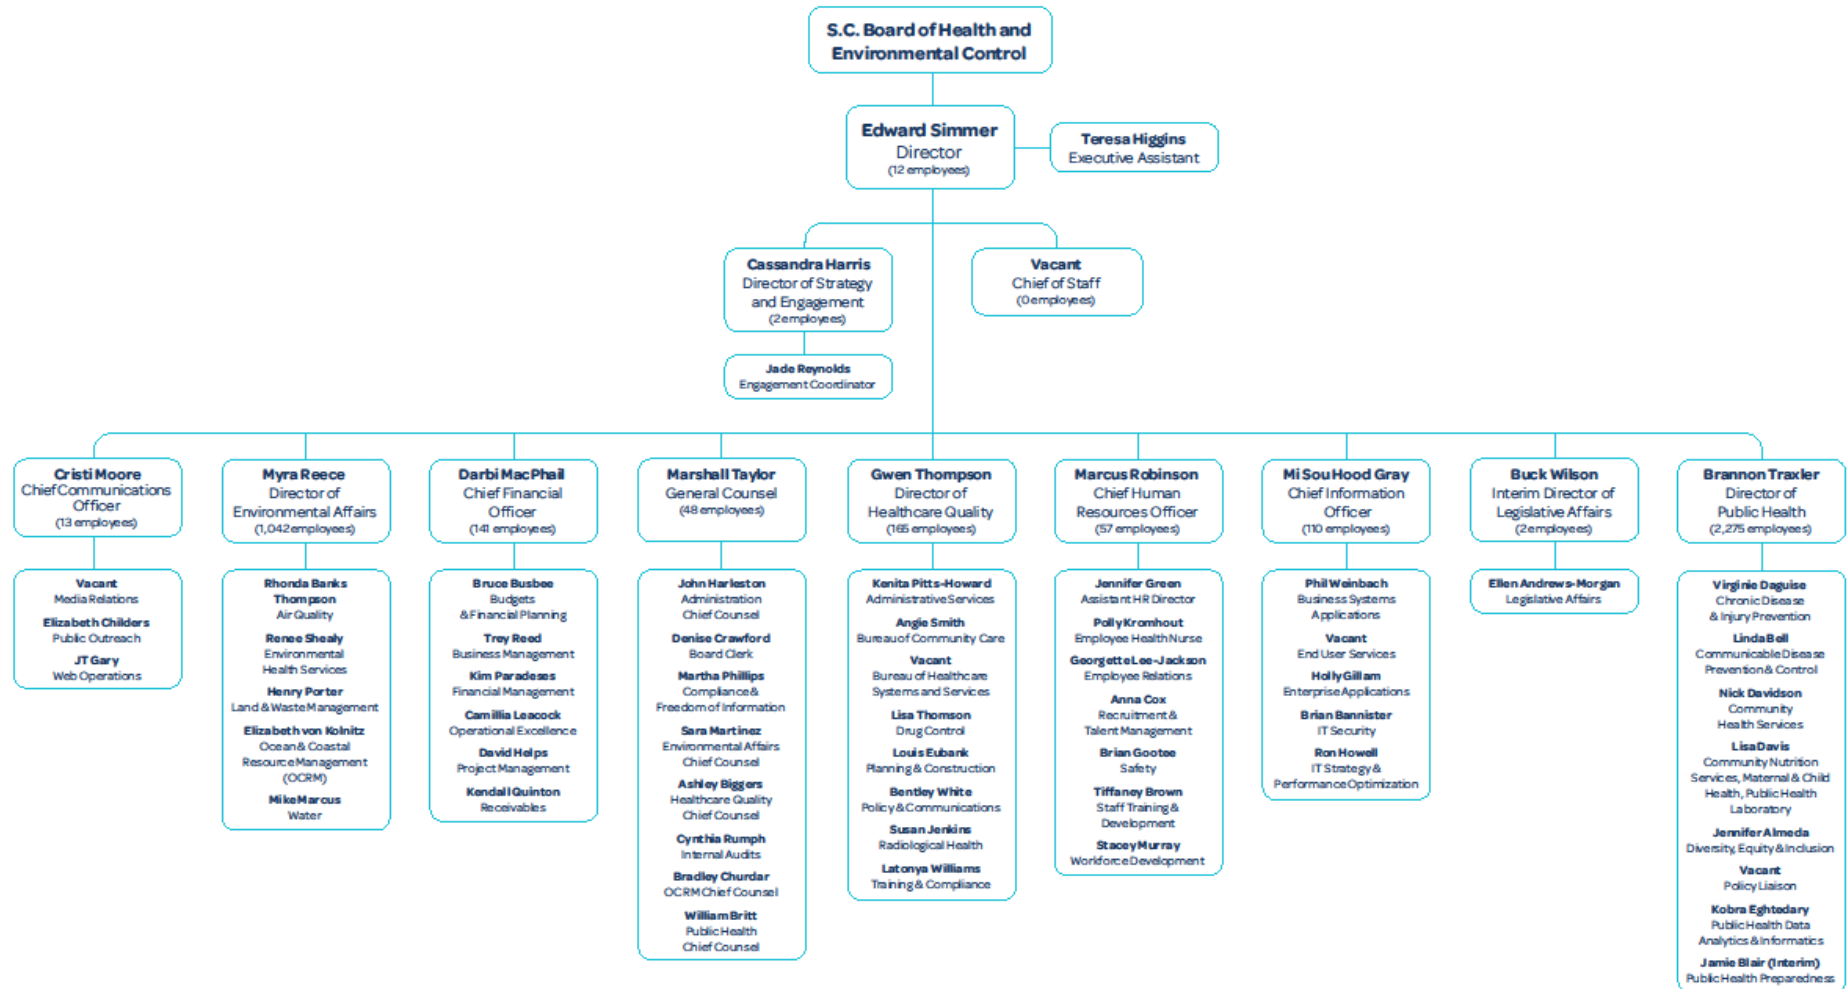 S.C. Board of Health and
Environmental Control
Edward Simmer
Director
(12 employees)
Teresa Higgins
Executive Assistant
Cassandra Harris
Director of Strategy
and Engagement
(2 employees)
Vacant
Chief of Staff
(0 employees)
Jade Reynolds
Engagement Coordinator
Cristi Moore
Chief Communications
Officer
(13 employees)
Vacant
Media Relations
Elizabeth Childers
Public Outreach
JT Gary
Web Operations
Myra Reece
Director of
Environmental Affairs
(1,042 employees)
Rhonda Banks
Thompson
Air Quality
Renee Shealy
Environmental
Health Services
Henry Porter
Land & Waste Management
Elizabeth von Kolnitz
Ocean & Coastal
Resource Management
(OCRM)
Mike Marcus
Water
Darbi MacPhail
Chief Financial
Officer
(141 employees)
Bruce Busbee
Budgets
& Financial Planning
Trey Reed
Business Management
Kim Paradeses
Financial Management
Camillia Leacock
Operational Excellence
David Helps
Project Management
Kendall Quinton
Receivables
Marshall Taylor
General Counsel
(48 employees)
John Harleston
Administration
Chief Counsel
Denise Crawford
Board Clerk
Martha Phillips
Compliance &
Freedom of Information
Sara Martinez
Environmental Affairs
Chief Counsel
Ashley Biggers
Healthcare Quality
Chief Counsel
Cynthia Rumph
Internal Audits
Bradley Churdar
OCRM Chief Counsel
William Britt
Public Health
Chief Counsel
Gwen Thompson
Director of
Healthcare Quality
(165 employees)
Kenita Pitts-Howard
Administrative Services
Angie Smith
Bureau of Community Care
Vacant
Bureau of Healthcare
Systems and Services
Lisa Thomson
Drug Control
Louis Eubank
Planning & Construction
Bentley White
Policy & Communications
Susan Jenkins
Radiological Health
Latonya Williams
Training & Compliance
Marcus Robinson
Chief Human
Resources Officer
(57 employees)
Jennifer Green
Assistant HR Director
Polly Kromhout
Employee Health Nurse
Georgette Lee-Jackson
Employee Relations
Anna Cox
Recruitment &
Talent Management
Brian Gootee
Safety
Tiffaney Brown
Staff Training &
Development
Stacey Murray
Workforce Development
Mi Sou Hood Gray
Chief Information
Officer
(110 employees)
Phil Weinbach
Business Systems
Applications
Vacant
End User Services
Holly Gillam
Enterprise Applications
Brian Bannister
IT Security
Ron Howell
IT Strategy &
Performance Optimization
Buck Wilson
Interim Director of
Legislative Affairs
(2 employees)
Ellen Andrews-Morgan
Legislative Affairs
Brannon Traxler
Director of
Public Health
(2,275 employees)
Virginie Daguise
Chronic Disease
& Injury Prevention
Linda Bell
Communicable Disease
Prevention & Control
Nick Davidson
Community
Health Services
Lisa Davis
Community Nutrition
Services, Maternal & Child
Health, Public Health
Laboratory
Jennifer Almeda
Diversity, Equity & Inclusion
Vacant
Policy Liaison
Kobra Eghtedary
Public Health Data
Analytics & Informatics
Jamie Blair (Interim)
Public Health Preparedness